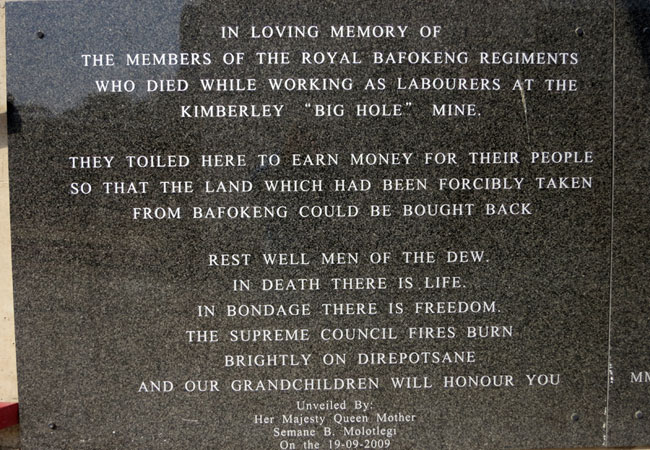 IN LOVING MEMORY OF
THE MEMBERS OF THE ROYAL BAFOKENG REGIMENTS
WHO DIED WHILE WORKING AS LABOURERS AT THE
KIMBERLEY "BIG HOLE" MINE.
THEY TOILED HERE TO EARN MONEY FOR THEIR PEOPLE
SO THAT THE LAND WHICH HAD BEEN FORCIBLY TAKEN
FROM BAFOKENG COULD BE BOUGHT BACK
REST WELL MEN OF THE DEW.
IN DEATH THERE IS LIFE.
IN BONDAGE THERE IS FREEDOM.
THE SUPREME COUNCIL FIRES BURN
BRIGHTLY ON DIREPOTSANE
AND OUR GRANDCHILDREN WILL HONOUR YOU
Unveiled By:
Her Majesty Queen Mother
Semane B. Molotlegi
On the 19-09-2009